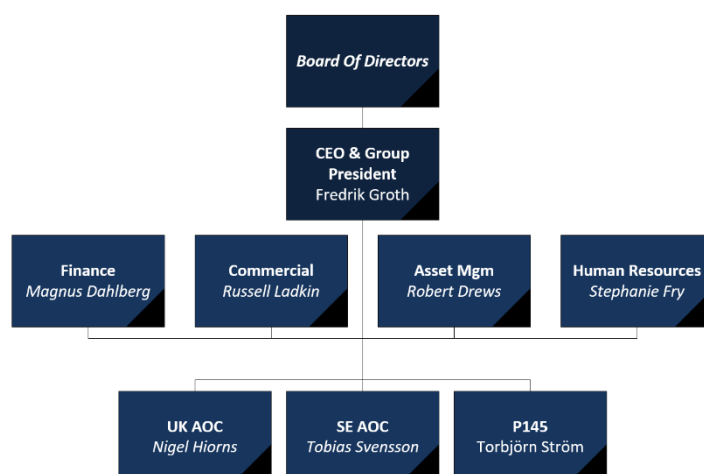 Board Of Directors
CEO & Group
President
Fredrik Groth
Finance
Magnus Dahlberg
Commercial
Russell Ladkin
Asset Mgm
Robert Drews
Human Resources
Stephanie Fry
UK AOC
Nigel Hiorns
SE AOC
Tobias Svensson
P145
Torbjörn Ström